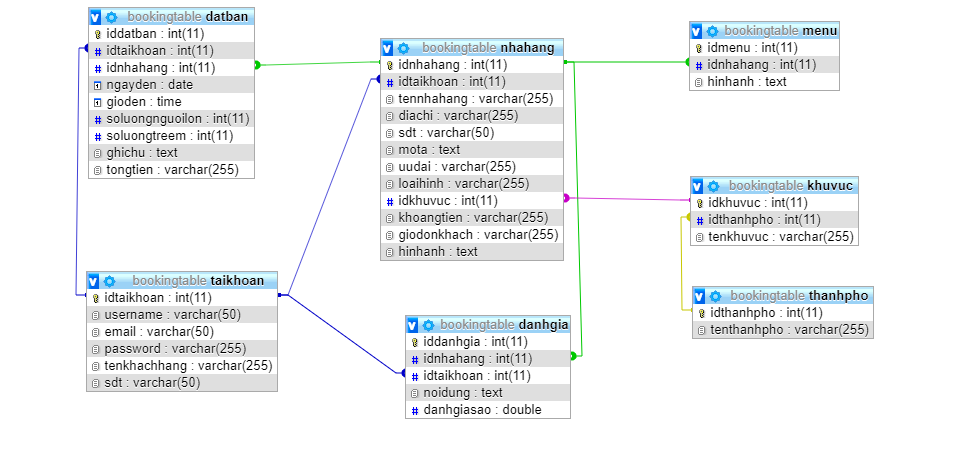 bookingtable datban
iddatban : int(11)
idtaikhoan : int(11)
idnhahang : int(11)
ngayden : date
gioden : time
soluongnguoilon : int(11)
soluongtreem : int(11)
ghichu : text
tongtien : varchar(255)
bookingtable nhahang
idnhahang : int(11)
idtaikhoan : int(11)
tennhahang : varchar(255)
diachi : varchar(255)
sdt : varchar(50)
mota : text
uudai : varchar(255)
loaihinh : varchar(255)
idkhuvuc : int(11)
khoangtien : varchar(255)
giodonkhach : varchar(255)
hinhanh : text
bookingtable menu
idmenu : int(11)
idnhahang : int(11)
hinhanh : text
bookingtable khuvuc
idkhuvuc : int(11)
idthanhpho : int(11)
tenkhuvuc : varchar(255)
bookingtable taikhoan
idtaikhoan : int(11)
username : varchar(50)
email : varchar(50)
password : varchar(255)
tenkhachhang : varchar(255)
sdt : varchar(50)
bookingtable danhgia
iddanhgia : int(11)
idnhahang : int(11)
idtaikhoan : int(11)
noidung : text
danhgiasao : double
bookingtable thanhpho
idthanhpho : int(11)
tenthanhpho : varchar(255)